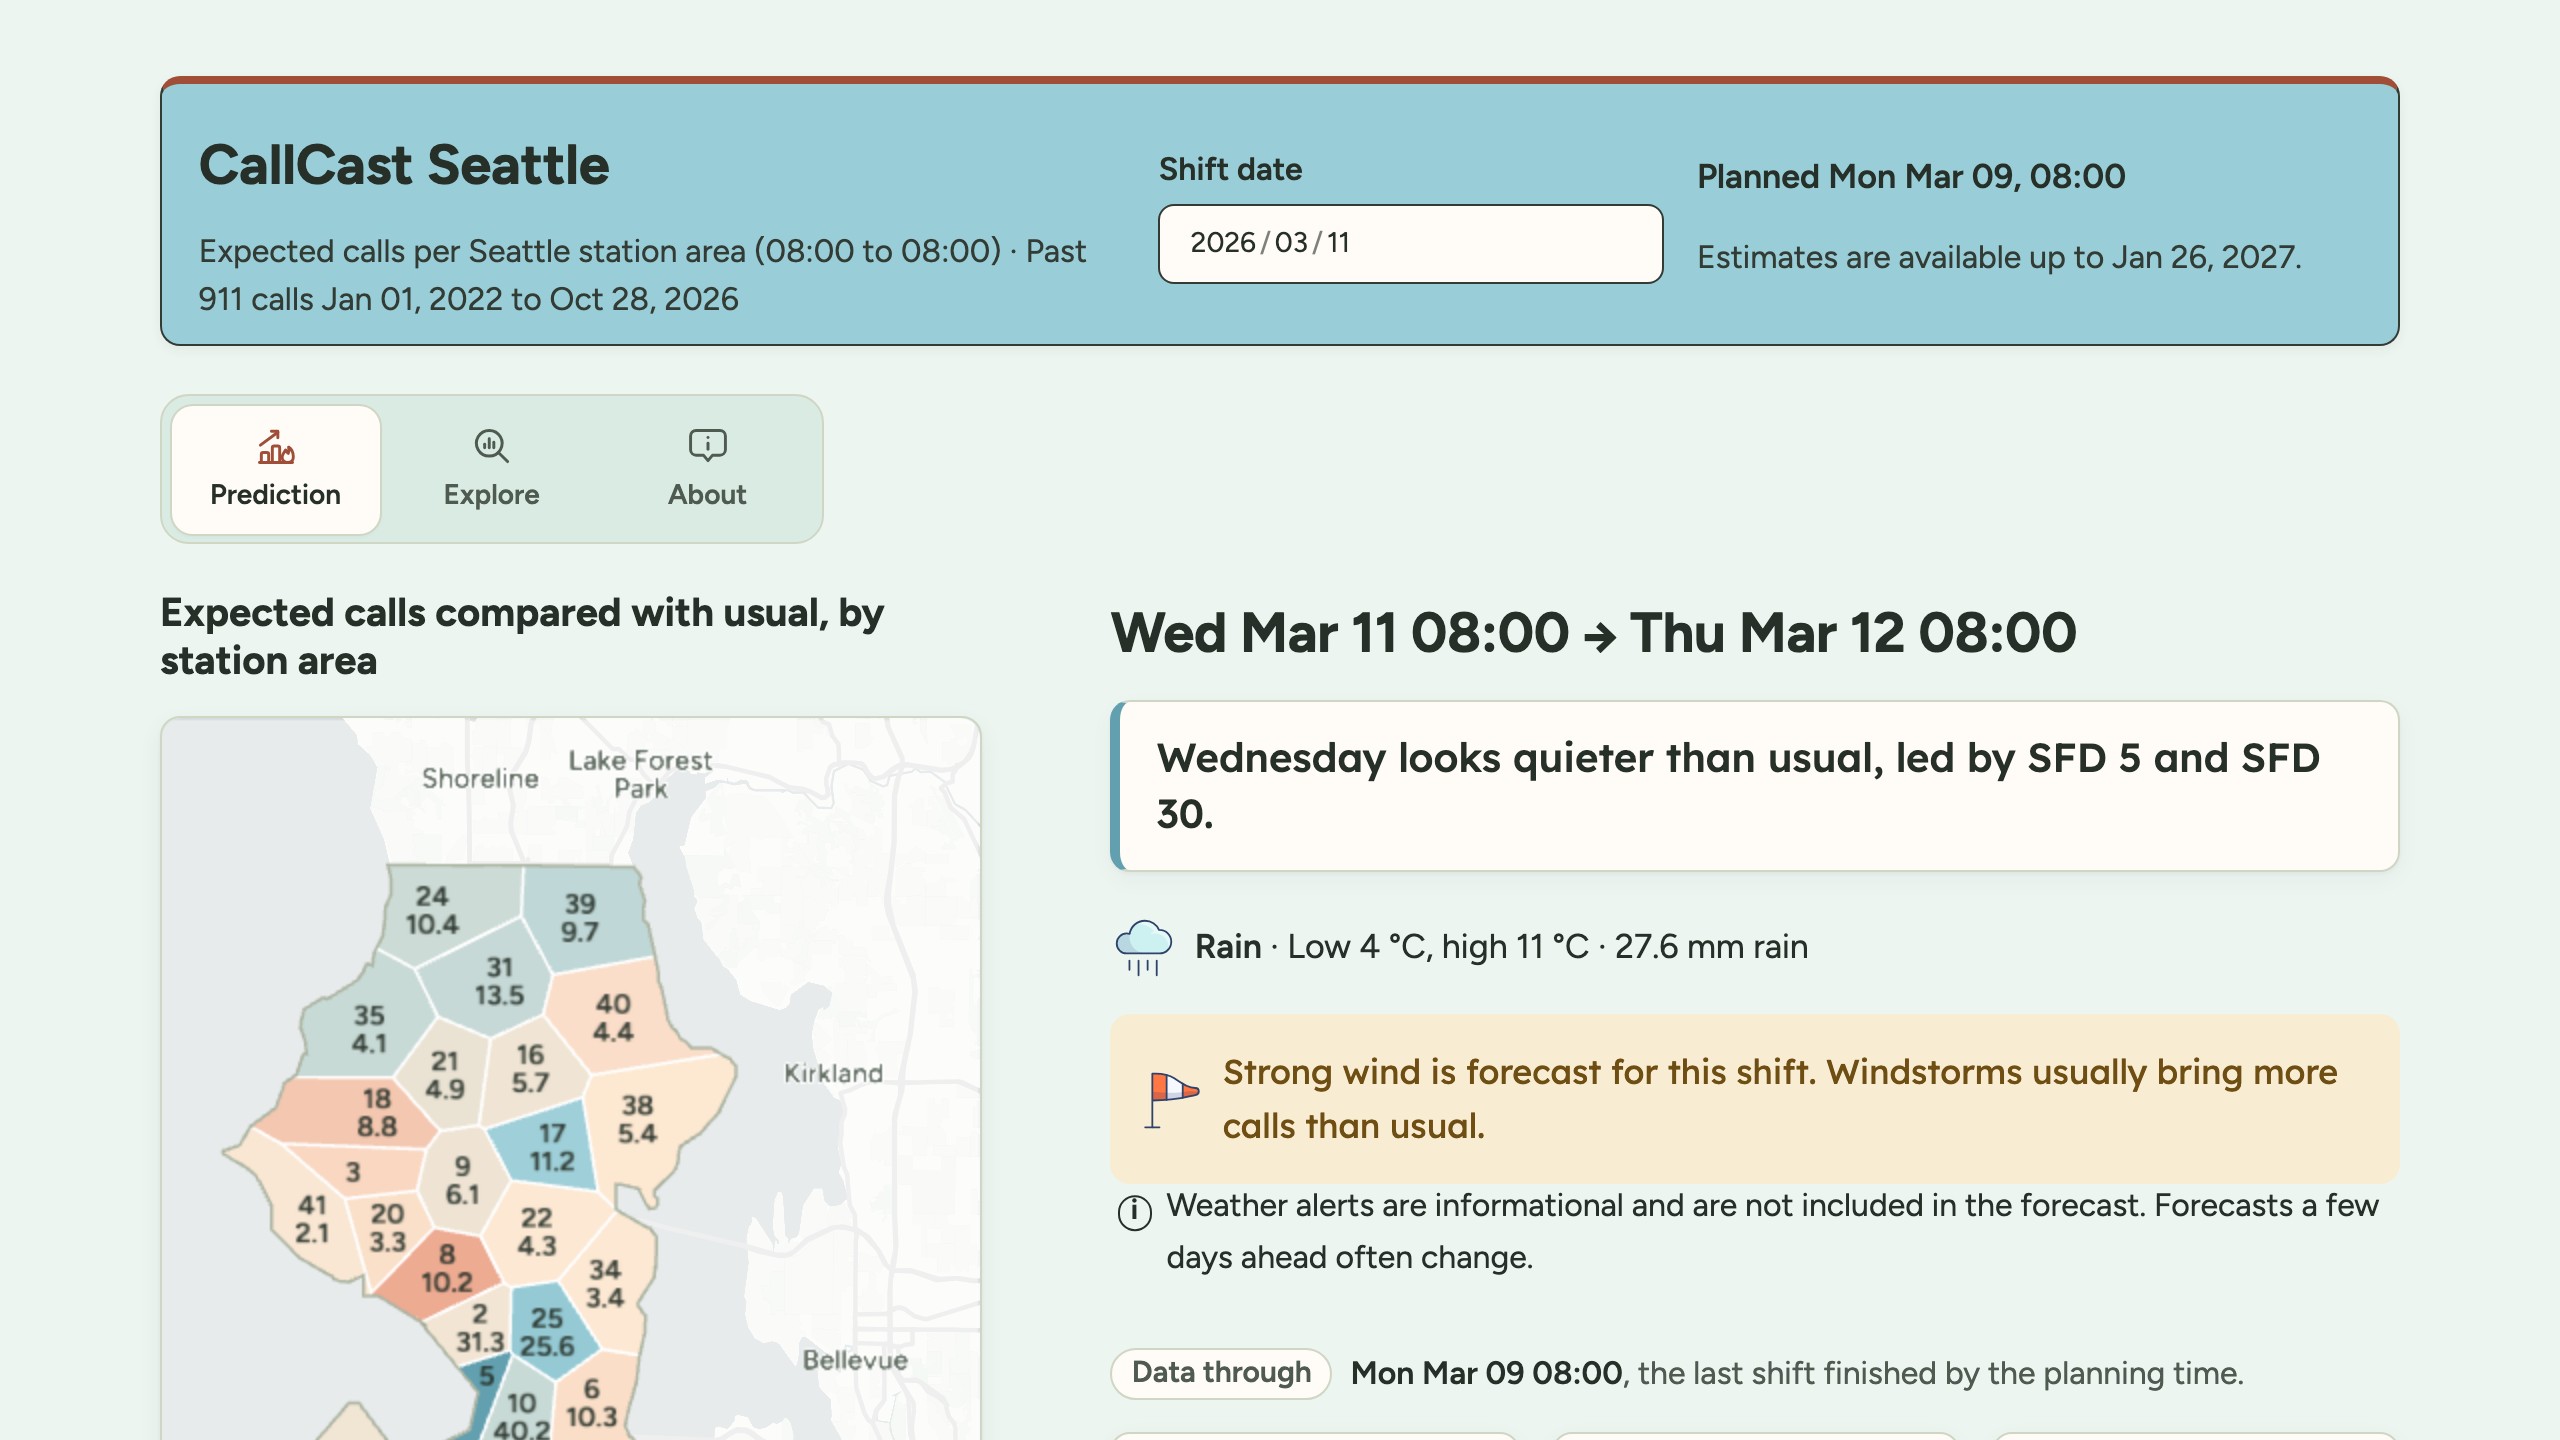 CallCast Seattle
Expected calls per Seattle station area (08:00 to 08:00) · Past
911 calls Jan 01, 2022 to Oct 28, 2026
Shift date
2026/03/11
Planned Mon Mar 09, 08:00
Estimates are available up to Jan 26, 2027.
Prediction
Explore
About
Expected calls compared with usual, by
station area
Shoreline
Lake Forest
Park
24
10.4
39
9.7
31
13.5
35
4.1
40
4.4
21
4.9
16
5.7
Kirkland
18
8.8
38
5.4
17
11.2
3
9
6.1
41
2.1
20
3.3
22
4.3
8
10.2
34
3.4
2
31.3
25
25.6
Bellevue
5
10
40.2
6
10.3
Wed Mar 11 08:00 → Thu Mar 12 08:00
Wednesday looks quieter than usual, led by SFD 5 and SFD
30.
Rain · Low 4 °C, high 11 °C · 27.6 mm rain
Strong wind is forecast for this shift. Windstorms usually bring more
calls than usual.
Weather alerts are informational and are not included in the forecast. Forecasts a few
days ahead often change.
Data through Mon Mar 09 08:00, the last shift finished by the planning time.